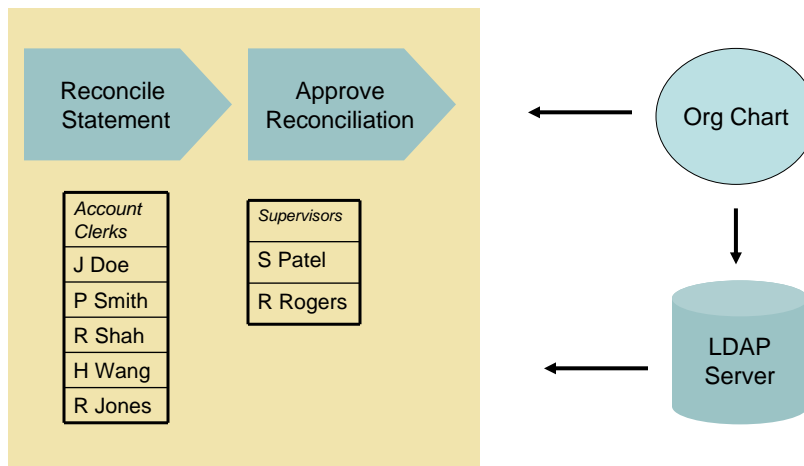 Reconcile
Statement
Approve
Reconciliation
Org Chart
Account
Clerks
J Doe
P Smith
R Shah
H Wang
R Jones
Supervisors
S Patel
R Rogers
LDAP
Server